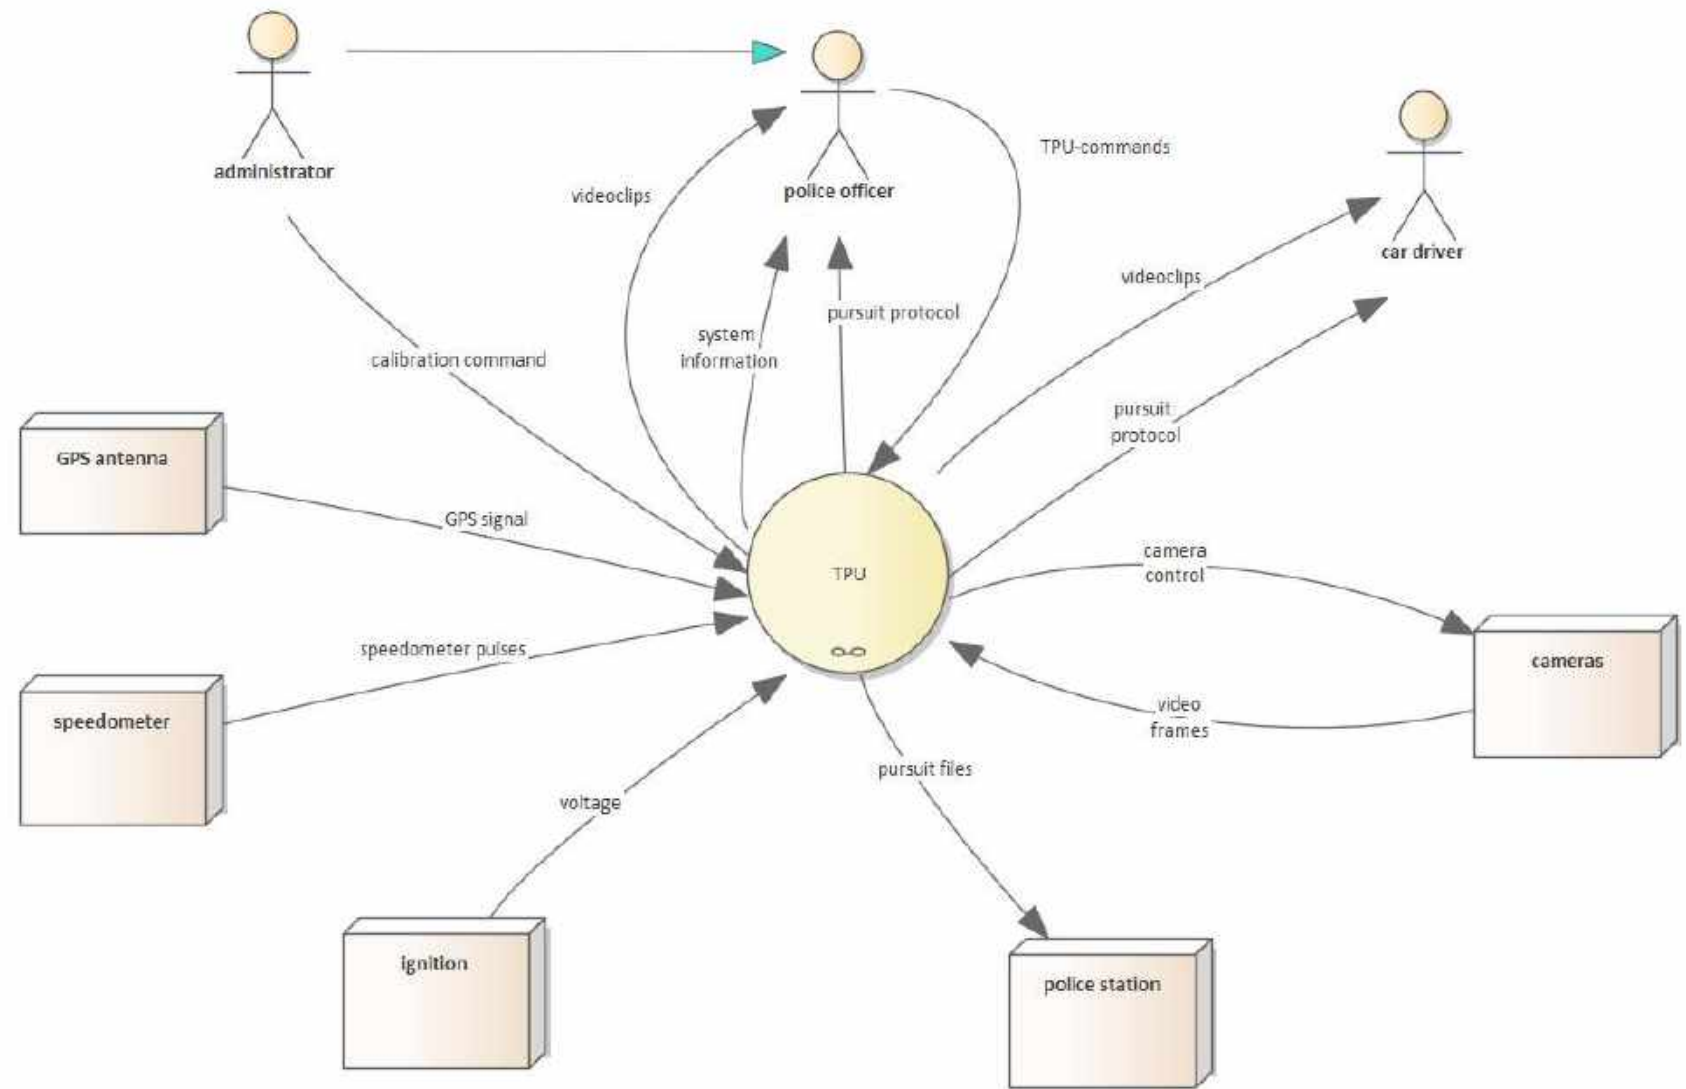 administrator
police officer
TPU-commands
videoclips
car driver
videoclips
pursuit protocol
system
information
calibration command
pursuit
protocol
GPS antenna
GPS signal
camera
control
TPU
speedometer pulses
cameras
speedometer
video
frames
pursuit files
voltage
ignition
police station